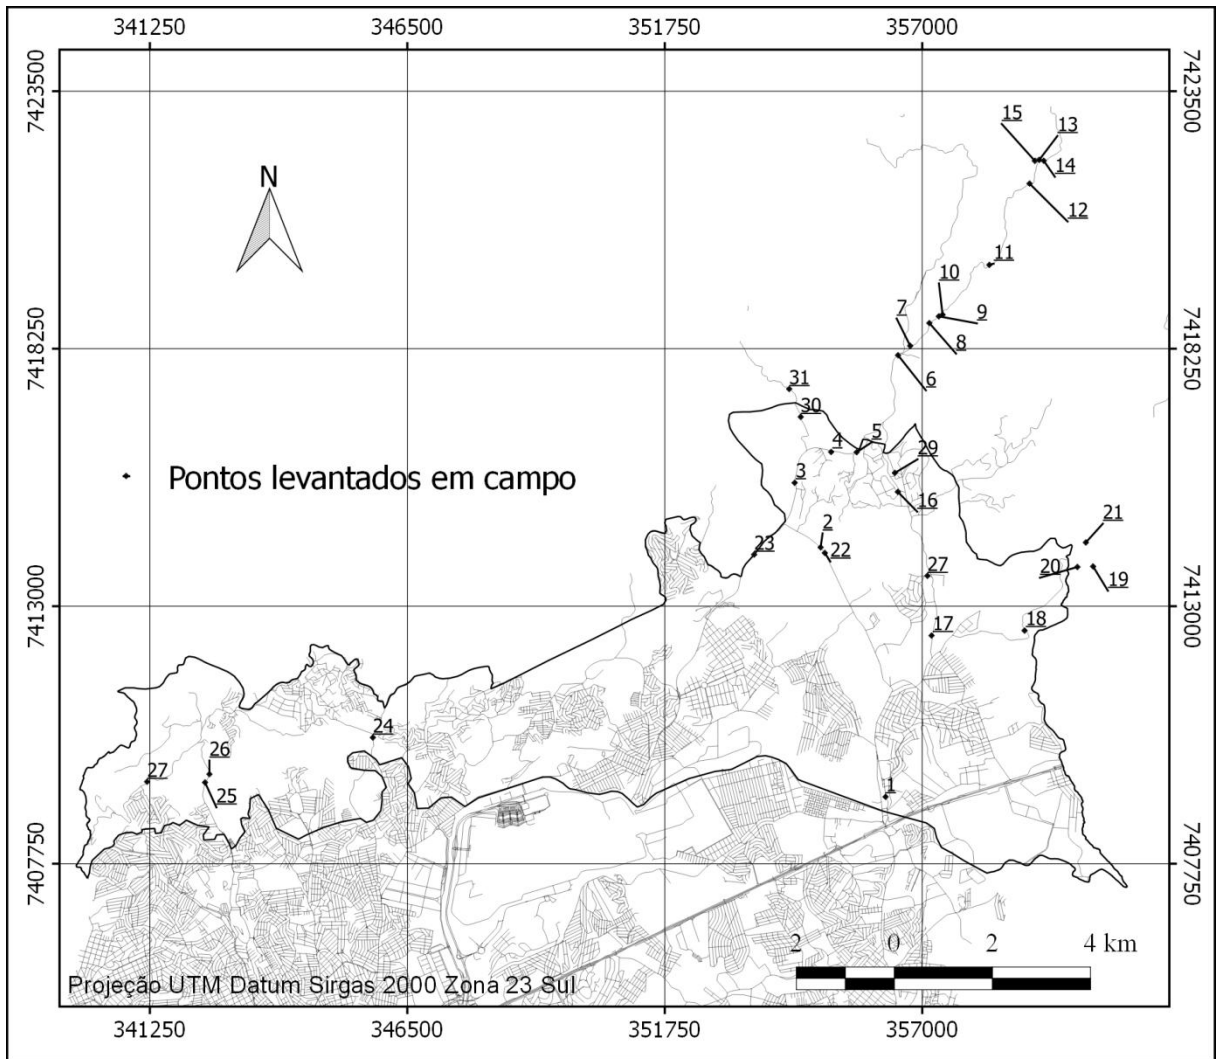 341250 346500 351750 357000
7423500 7423500
15 13
14
N
12
11
10
7 9
7418250 8 7418250
6
31
30
4 5 29
Pontos levantados em campo
3
16
2 21
23 22
27 20 19
7413000 7413000
17 18
24
26
27 25 1
7407750 7407750
2 0 2 4 km
Projeção UTM Datum Sirgas 2000 Zona 23 Sul
341250 346500 351750 357000